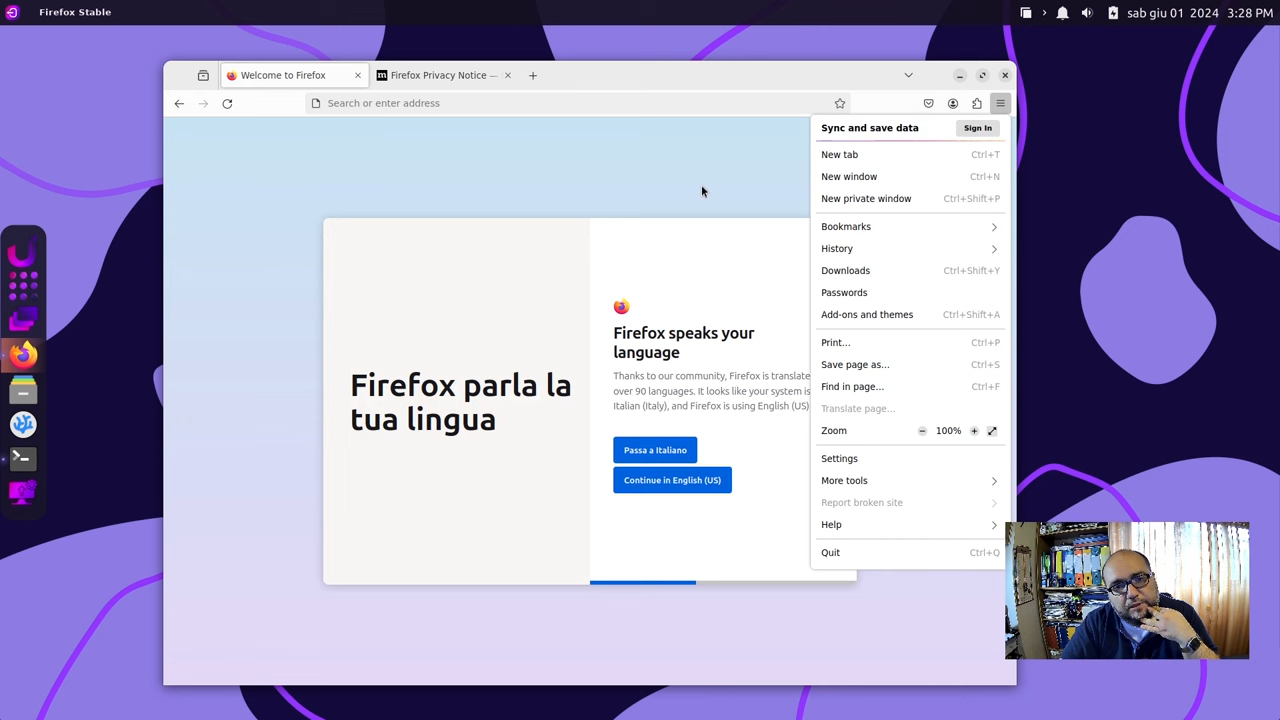 Firefox Stable
sab giu 01 2024 3:28 PM
Welcome to Firefox
Firefox Privacy Notice —
Search or enter address
Sync and save data
Sign In
New tab Ctrl+T
New window Ctrl+N
New private window Ctrl+Shift+P
Bookmarks
History
Downloads Ctrl+Shift+Y
Passwords
Add-ons and themes Ctrl+Shift+A
Print... Ctrl+P
Save page as... Ctrl+S
Find in page... Ctrl+F
Translate page...
Zoom 100%
Settings
More tools
Report broken site
Help
Quit Ctrl+Q
Firefox parla la
tua lingua
Firefox speaks your
language
Thanks to our community, Firefox is translate
over 90 languages. It looks like your system is
Italian (Italy), and Firefox is using English (US)
Passa a Italiano
Continue in English (US)